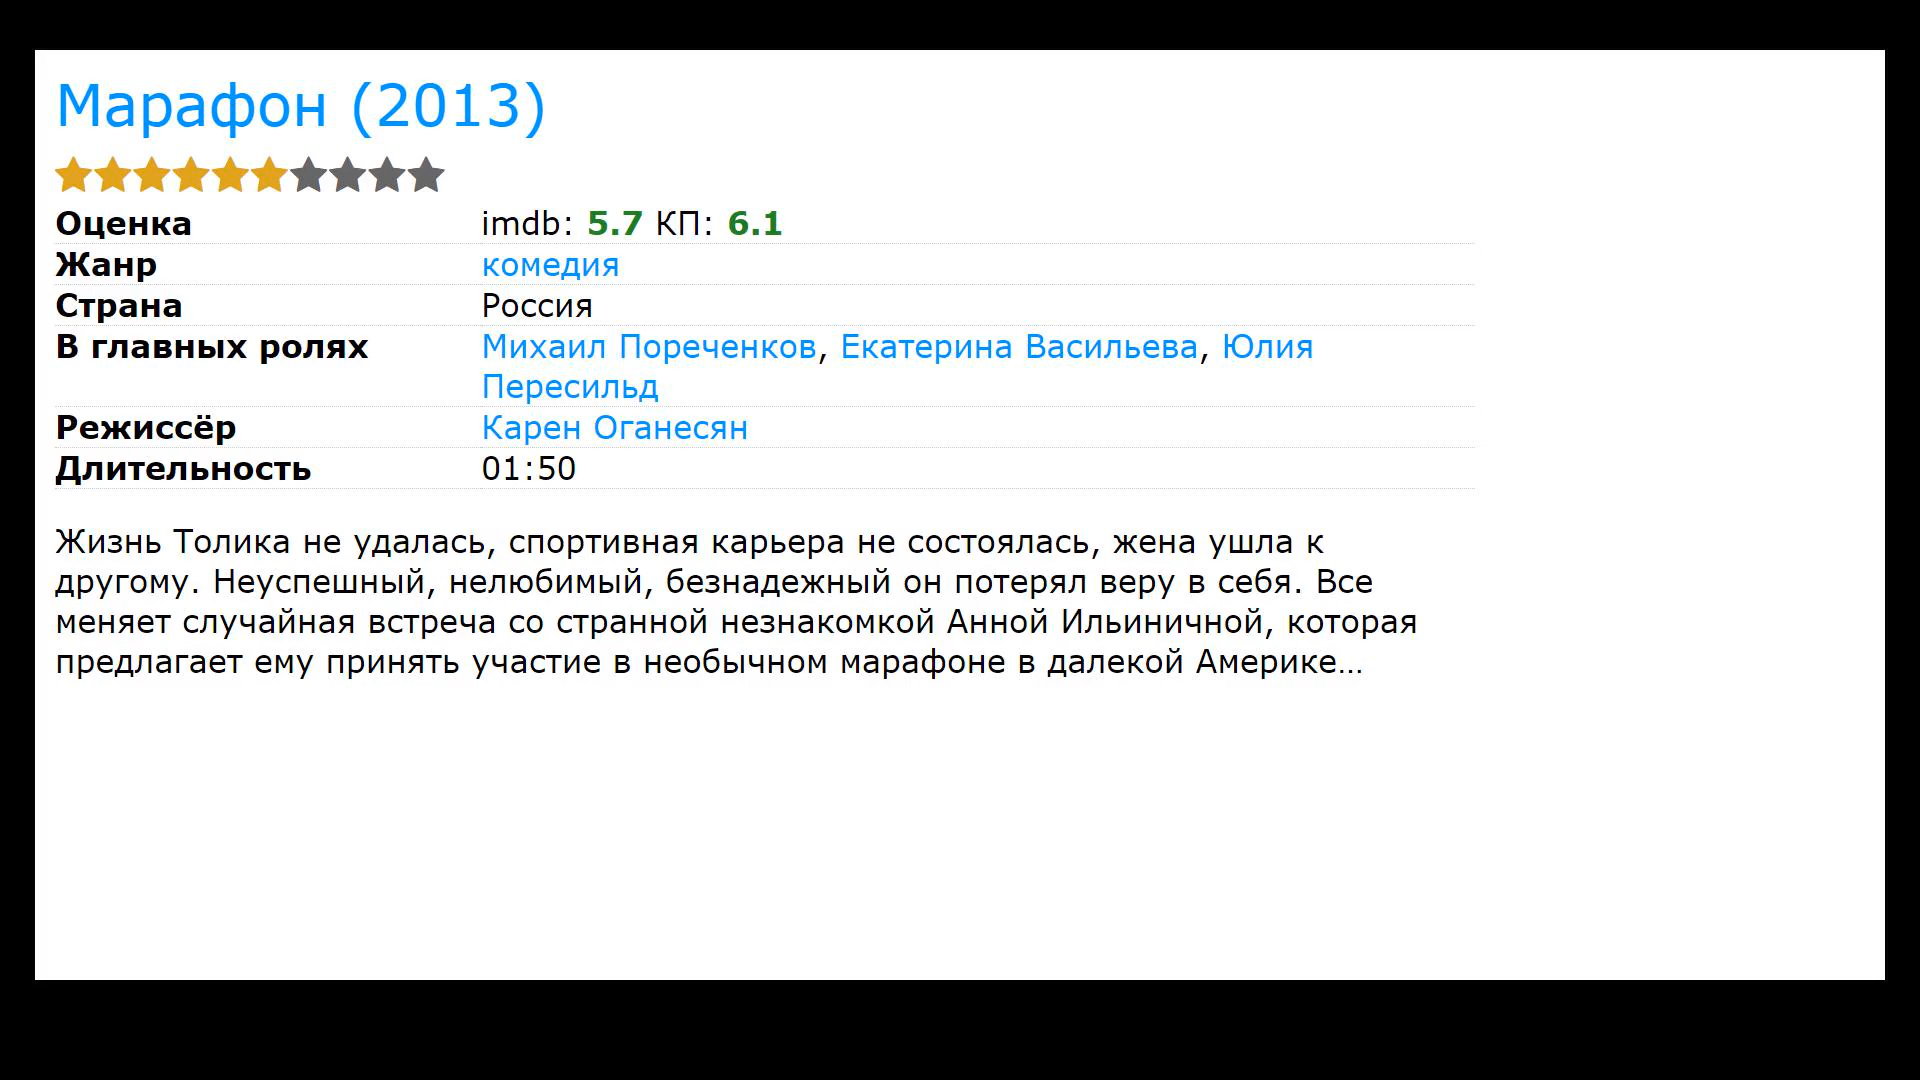 Марафон (2013)
Оценка imdb: 5.7 КП: 6.1
Жанр комедия
Страна Россия
В главных ролях Михаил Пореченков, Екатерина Васильева, Юлия
Пересильд
Режиссёр Карен Оганесян
Длительность 01:50
Жизнь Толика не удалась, спортивная карьера не состоялась, жена ушла к
другому. Неуспешный, нелюбимый, безнадежный он потерял веру в себя. Все
меняет случайная встреча со странной незнакомкой Анной Ильиничной, которая
предлагает ему принять участие в необычном марафоне в далекой Америке…